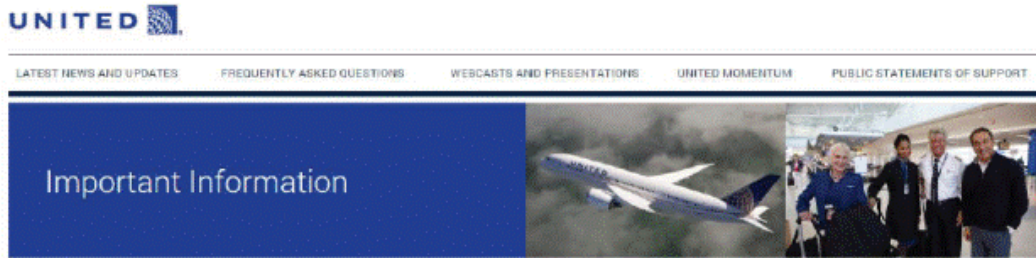 UNITED
LATEST NEWS AND UPDATES FREQUENTLY ASKED QUESTIONS WEBCASTS AND PRESENTATIONS UNITED MOMENTUM PUBLIC STATEMENTS OF SUPPORT
Important Information
UNITED